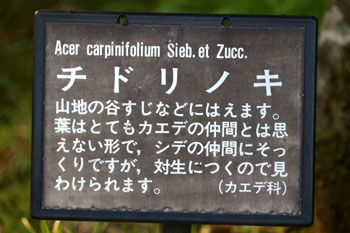 Acer carpinifolium Sieb. et Zucc.
チドリノキ
山地の谷すじなどにはえます。
葉はとてもカエデの仲間とは思
えない形で，シデの仲間にそっ
くりですが，対生につくので見
わけられます。　（カエデ科）